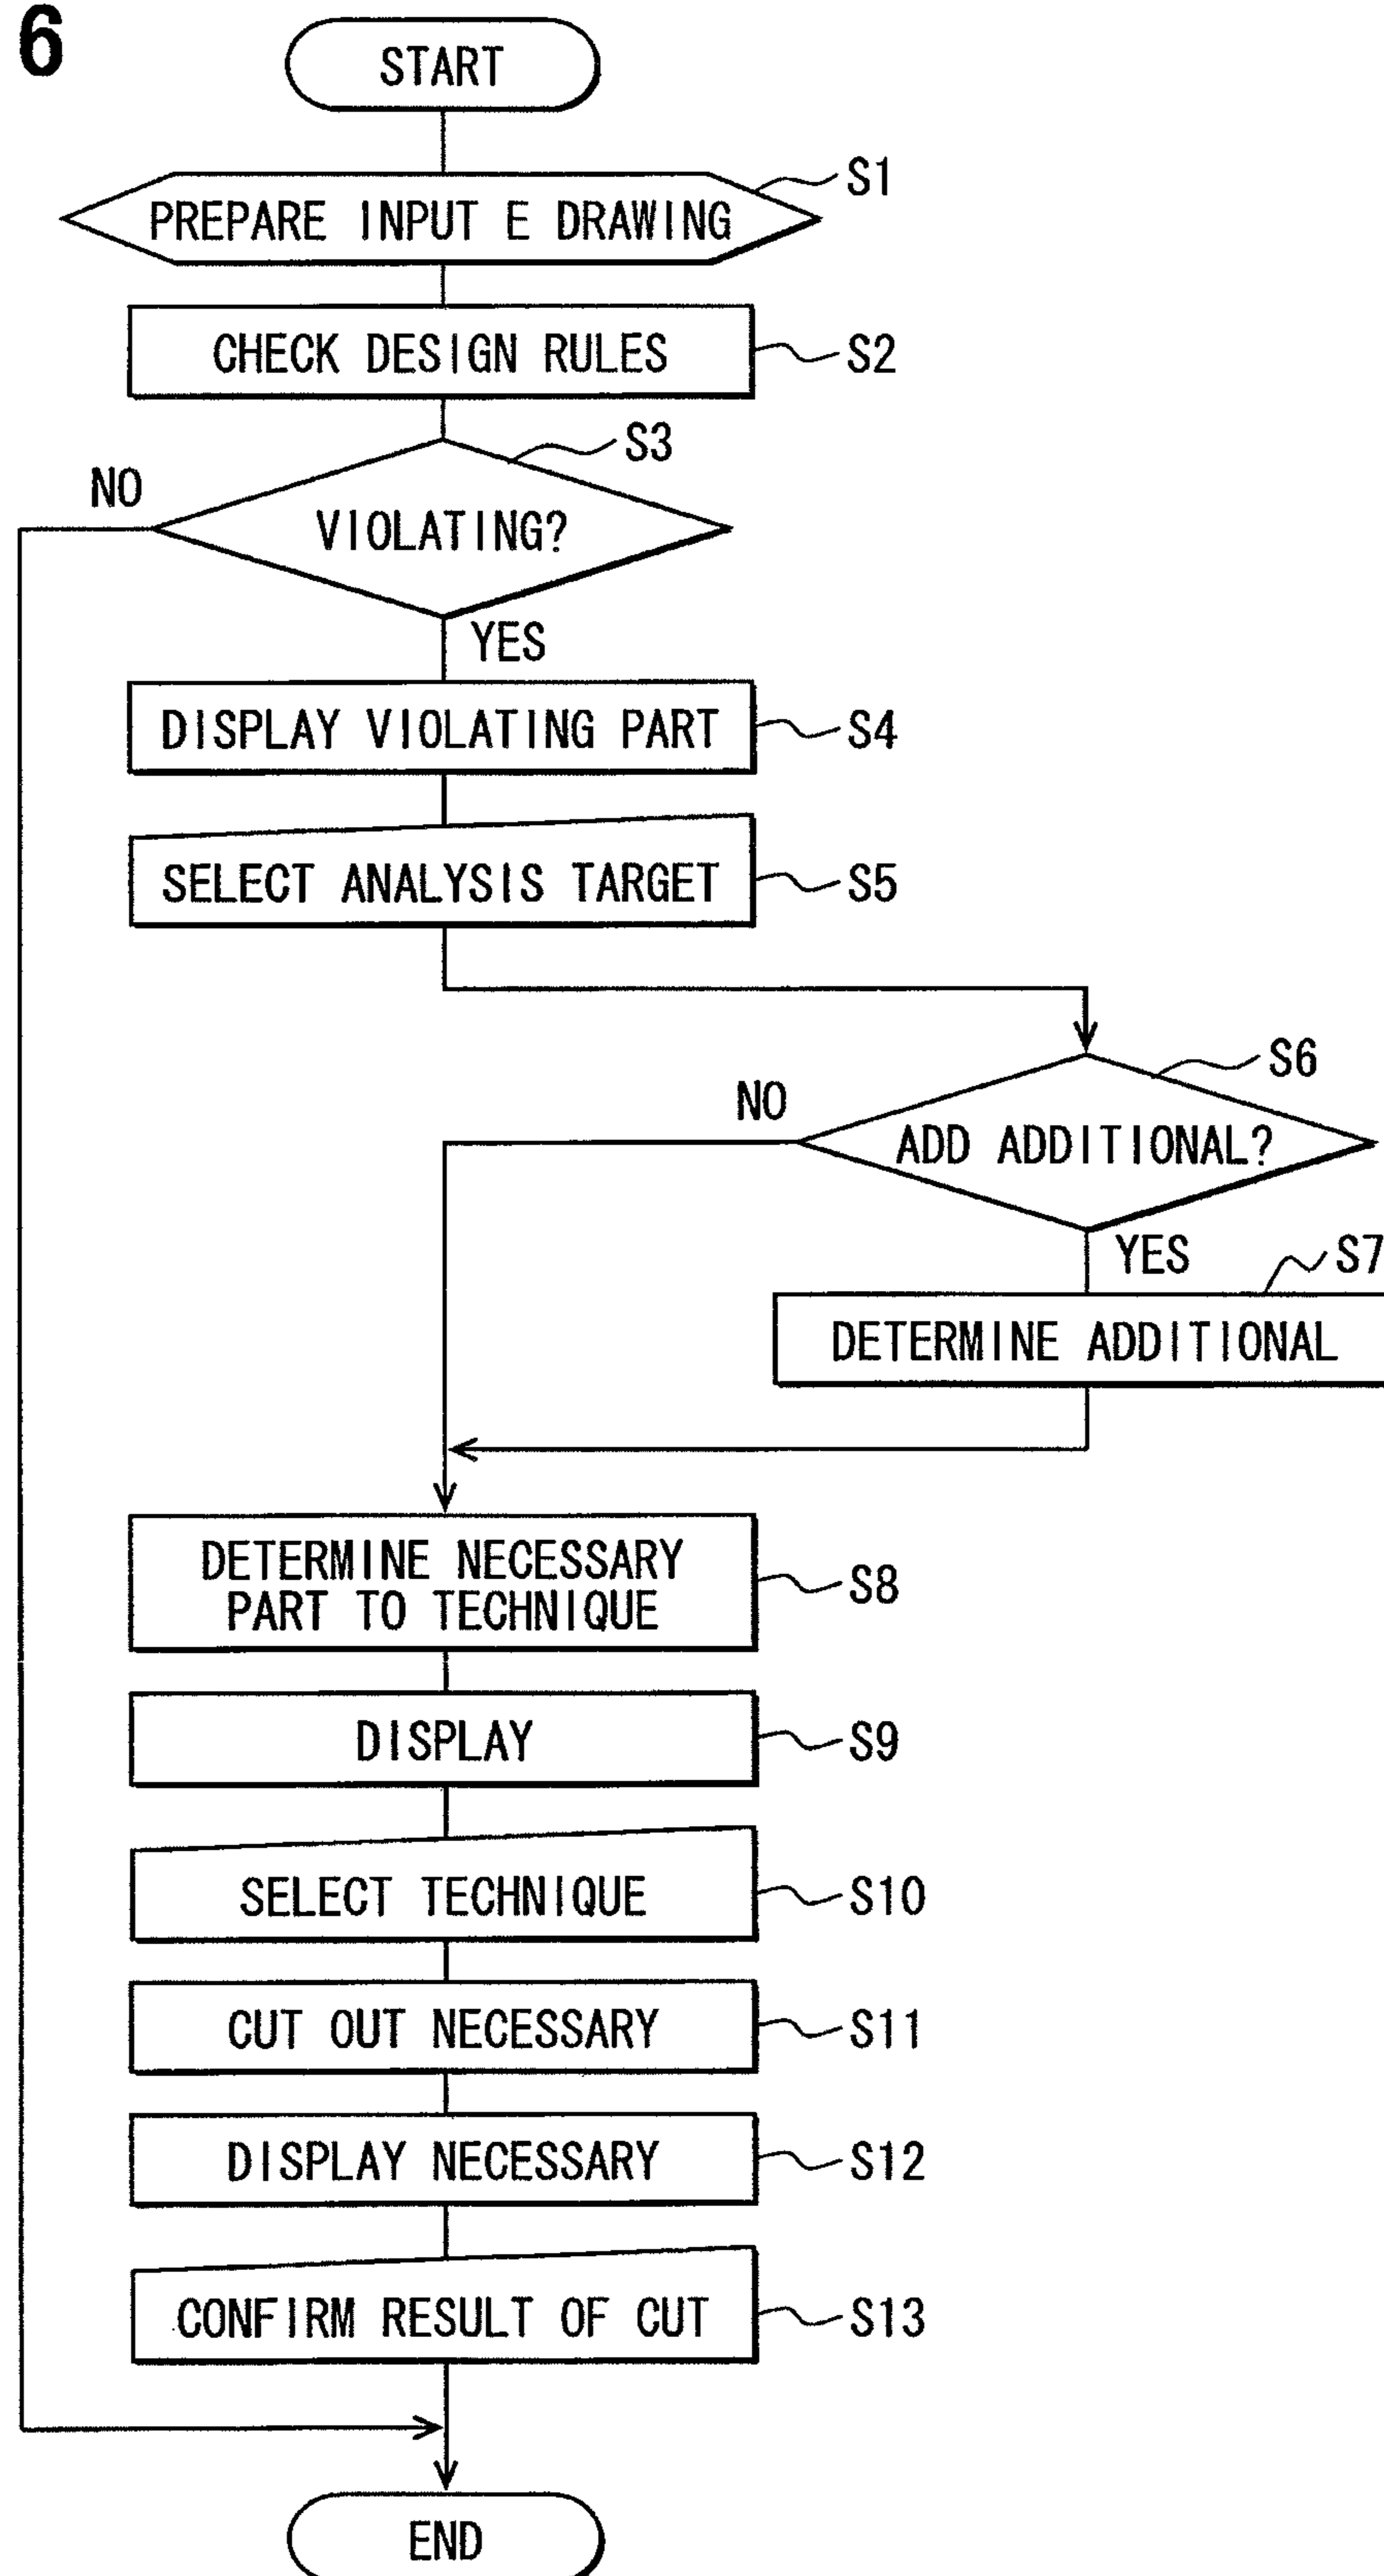 6
START
PREPARE INPUT E DRAWING
S1
CHECK DESIGN RULES
S2
S3
NO
VIOLATING?
YES
DISPLAY VIOLATING PART
S4
SELECT ANALYSIS TARGET
S5
S6
NO
ADD ADDITIONAL?
YES
S7
DETERMINE ADDITIONAL
DETERMINE NECESSARY
PART TO TECHNIQUE
S8
DISPLAY
S9
SELECT TECHNIQUE
S10
CUT OUT NECESSARY
S11
DISPLAY NECESSARY
S12
CONFIRM RESULT OF CUT
S13
END